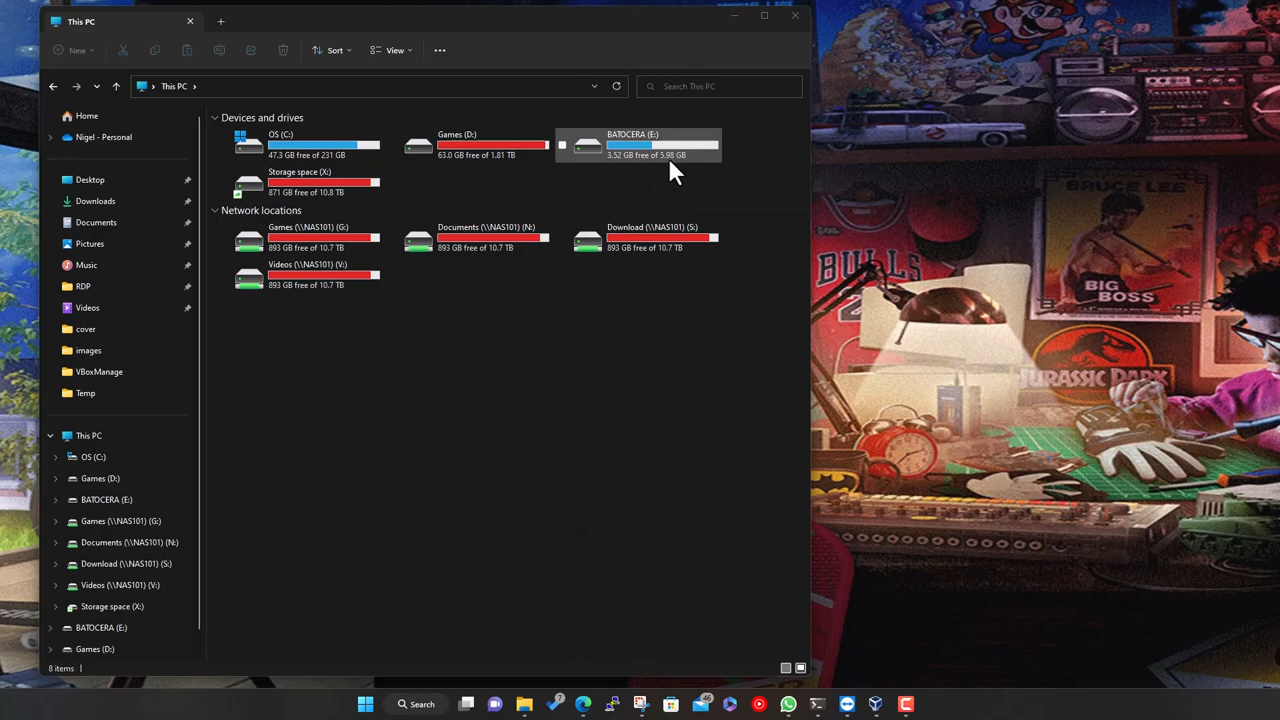 This PC
New
Sort
View
This PC
Search This PC
Home
Nigel - Personal
Desktop
Downloads
Documents
Pictures
Music
RDP
Videos
cover
images
VBoxManage
Temp
This PC
OS (C:)
Games (D:)
BATOCERA (E:)
Games (\\NAS101) (G:)
Documents (\\NAS101) (N:)
Download (\\NAS101) (S:)
Videos (\\NAS101) (V:)
Storage space (X:)
BATOCERA (E:)
Games (D:)
Devices and drives
OS (C:)
47.3 GB free of 231 GB
Games (D:)
63.0 GB free of 1.81 TB
BATOCERA (E:)
3.52 GB free of 5.98 GB
Storage space (X:)
871 GB free of 10.8 TB
Network locations
Games (\\NAS101) (G:)
893 GB free of 10.7 TB
Documents (\\NAS101) (N:)
893 GB free of 10.7 TB
Download (\\NAS101) (S:)
893 GB free of 10.7 TB
Videos (\\NAS101) (V:)
893 GB free of 10.7 TB
8 items
BRUCE LEE
BIG
BOSS
BULLS
JURASSIC PARK
Search
7
46